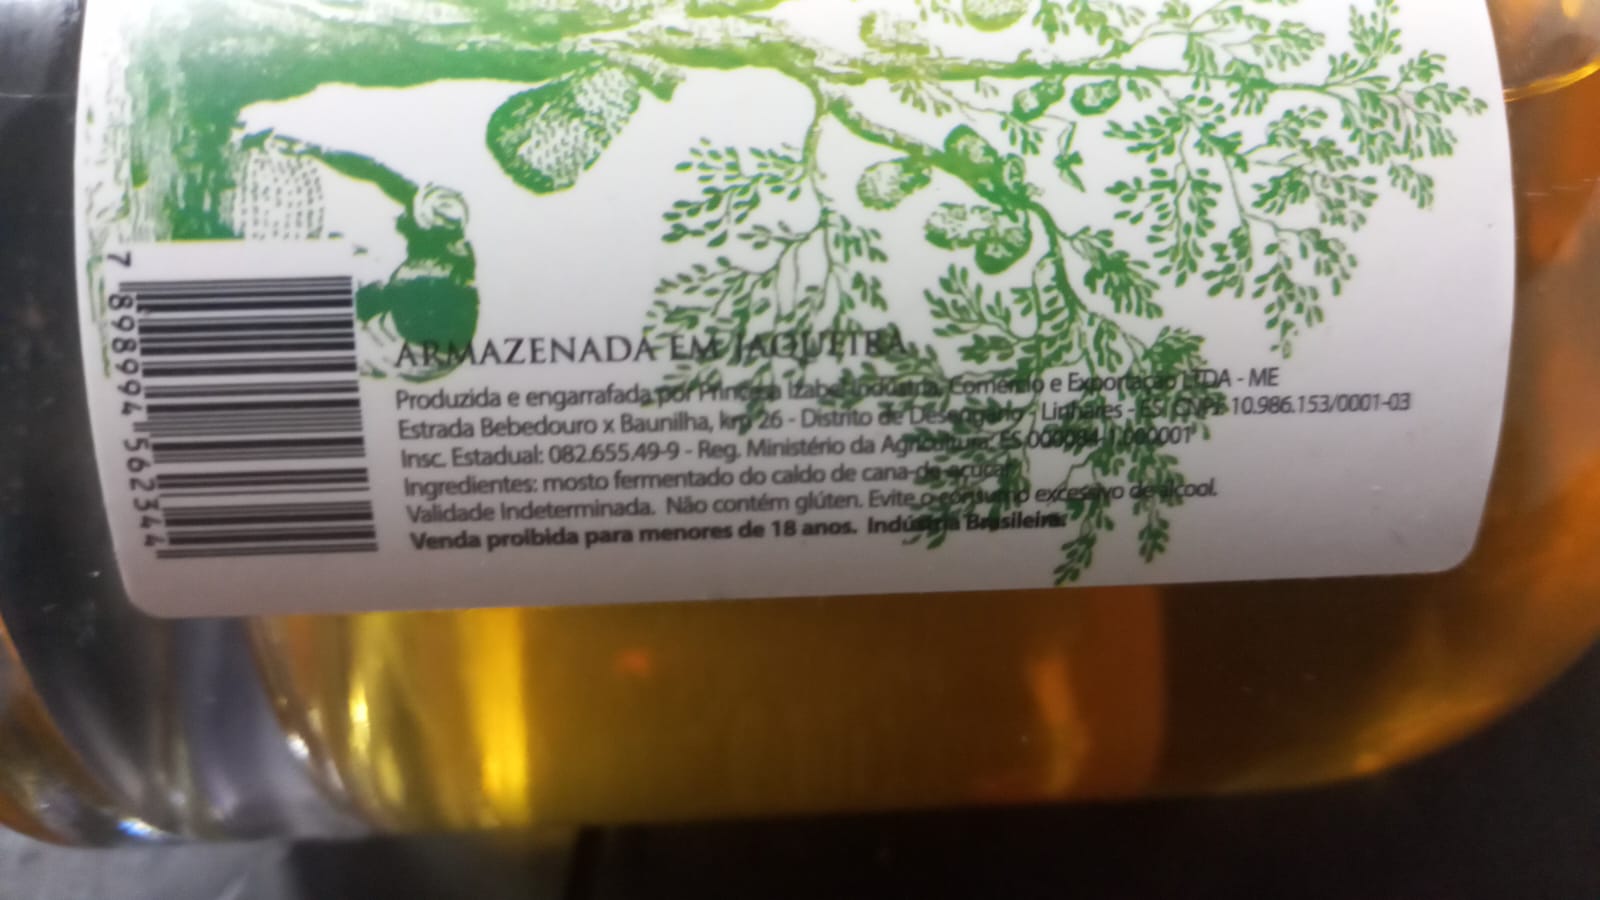 7 898994 156234
ARMAZENADA EM JAQUEIRA
Produzida e engarrafada por Princesa Izabel Indústria, Comércio e Exportação LTDA - ME
Estrada Bebedouro x Baunilha, km 26 - Distrito de Desengano - Linhares - ES CNPJ: 10.986.153/0001-03
Insc. Estadual: 082.655.49-9 - Reg. Ministério da Agricultura: ES
Ingredientes: mosto fermentado do caldo de cana-de-açúcar
Validade Indeterminada. Não contém glúten. Evite o consumo excessivo de álcool.
Venda proibida para menores de 18 anos. Indústria Brasileira.